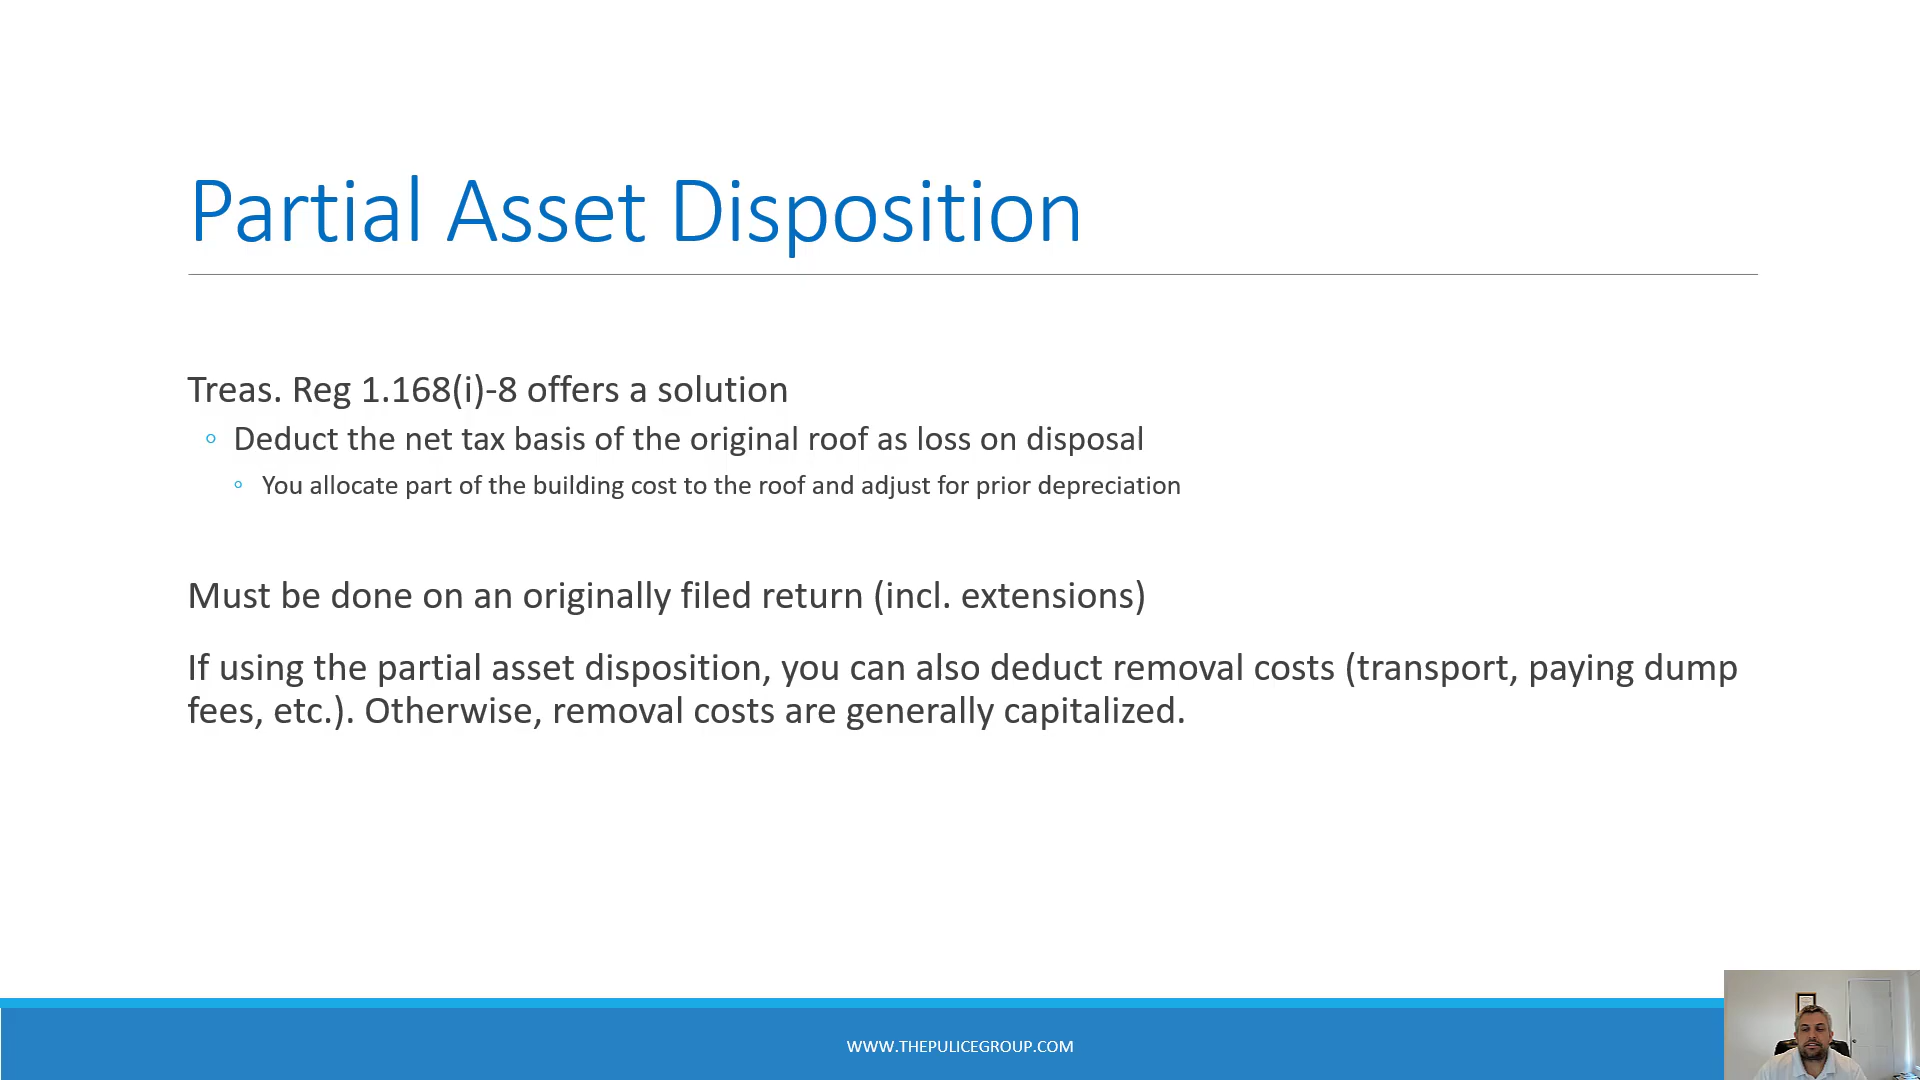 Partial Asset Disposition
Treas. Reg 1.168(i)-8 offers a solution
◦ Deduct the net tax basis of the original roof as loss on disposal
◦ You allocate part of the building cost to the roof and adjust for prior depreciation
Must be done on an originally filed return (incl. extensions)
If using the partial asset disposition, you can also deduct removal costs (transport, paying dump
fees, etc.). Otherwise, removal costs are generally capitalized.
WWW.THEPULICEGROUP.COM